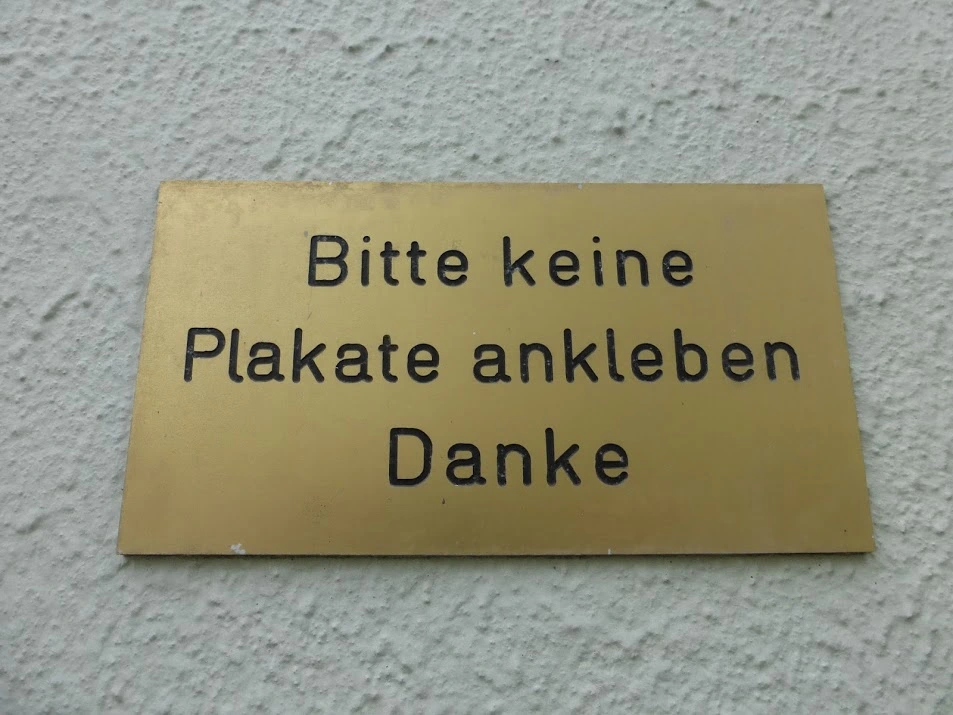 Bitte keine
Plakate ankleben
Danke